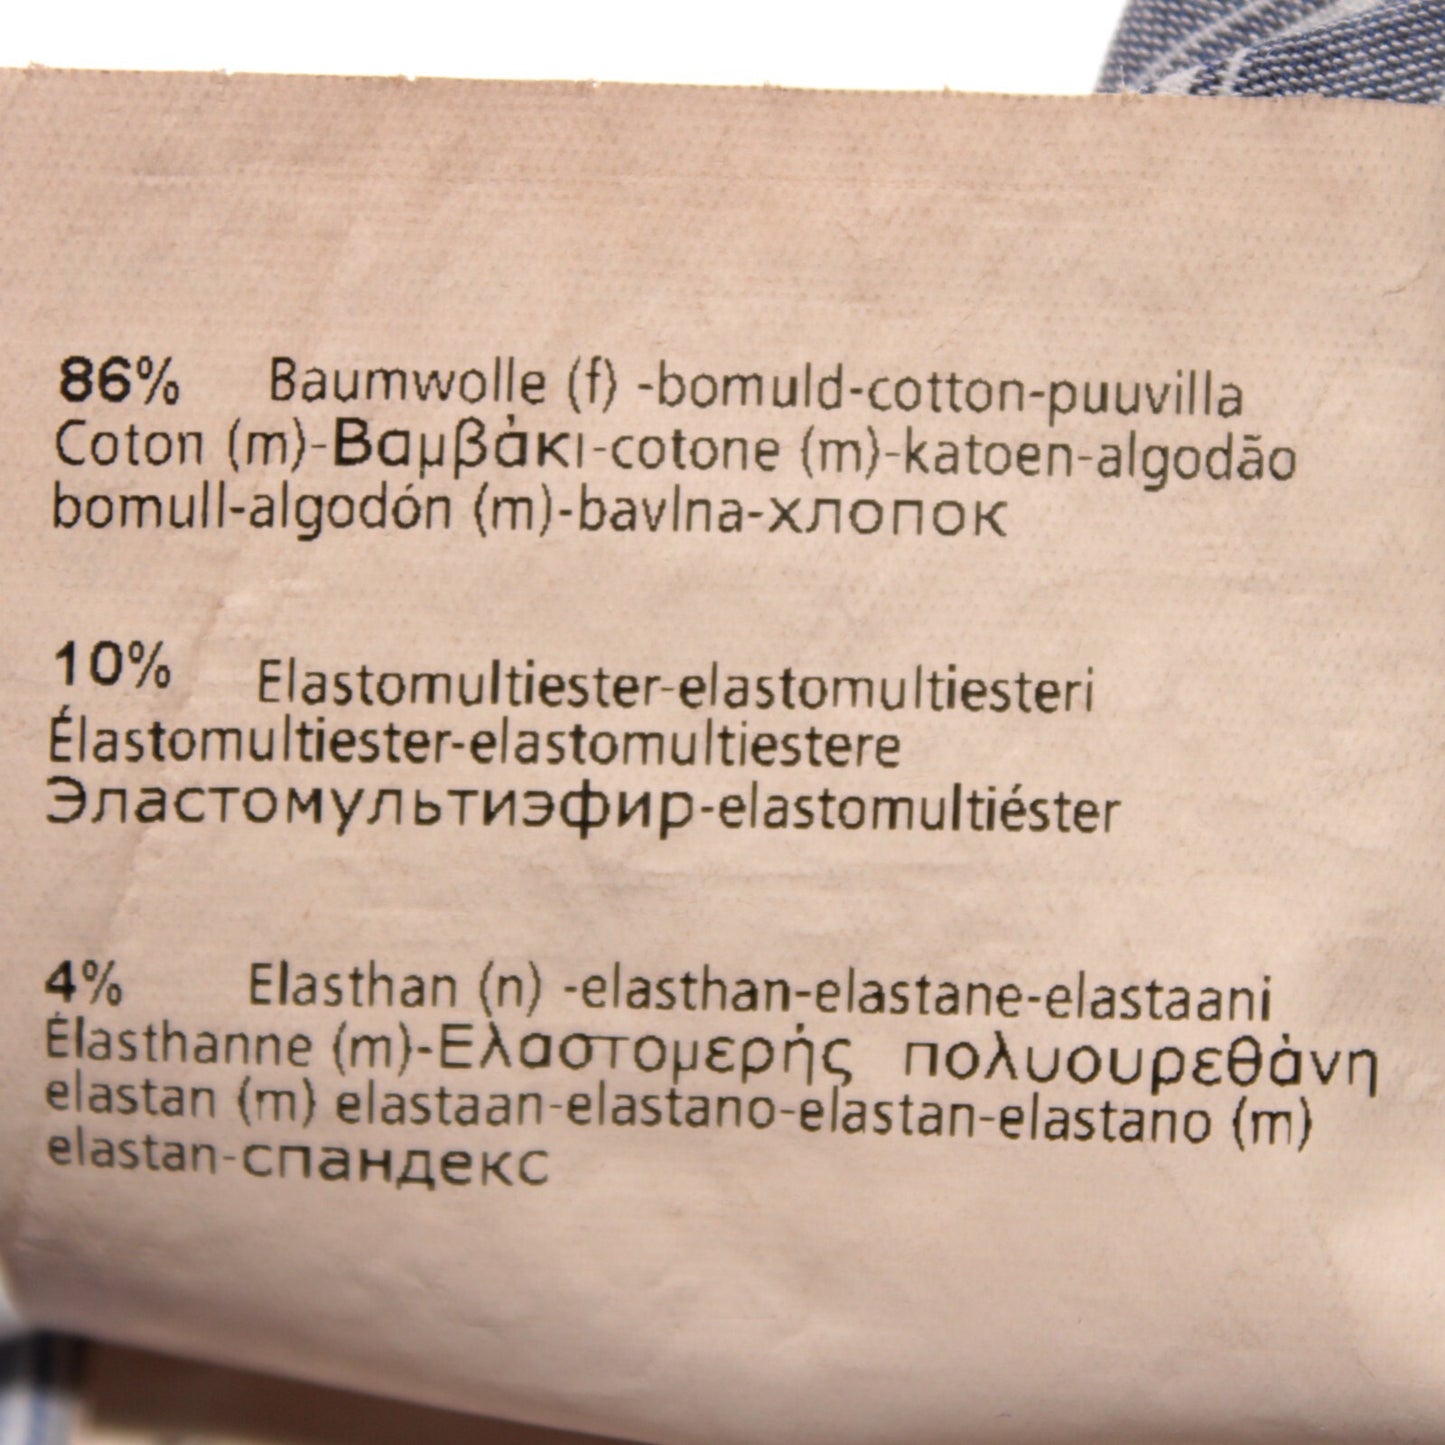 86% Baumwolle (f) -bomuld-cotton-puuvilla
Coton (m)-Βαμβάκι-cotone (m)-katoen-algodão
bomull-algodón (m)-bavlna-хлопок
10% Elastomultiester-elastomultiesteri
Élastomultiester-elastomultiestere
Эластомультиэфир-elastomultiéster
4% Elasthan (n) -elasthan-elastane-elastaani
Élasthanne (m)-Ελαστομερής πολυουρεθάνη
elastan (m) elastaan-elastano-elastan-elastano (m)
elastan-спандекс